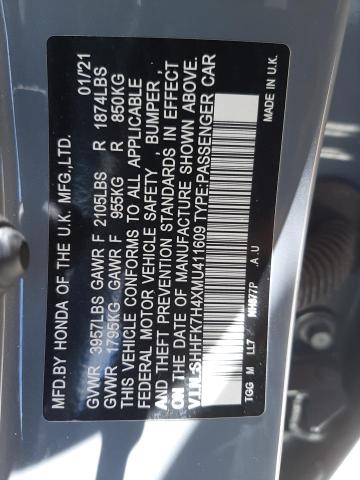 MFD.BY HONDA OF THE U.K. MFG.,LTD. 01/21
GVWR 3957LBS GAWR F 2105LBS R 1874LBS
GVWR 1795KG GAWR F 955KG R 850KG
THIS VEHICLE CONFORMS TO ALL APPLICABLE
FEDERAL MOTOR VEHICLE SAFETY , BUMPER ,
AND THEFT PREVENTION STANDARDS IN EFFECT
ON THE DATE OF MANUFACTURE SHOWN ABOVE.
V.I.N.:SHHFK7H4XMU411609 TYPE:PASSENGER CAR
TGG M LL7 NH877P .A U MADE IN U.K.